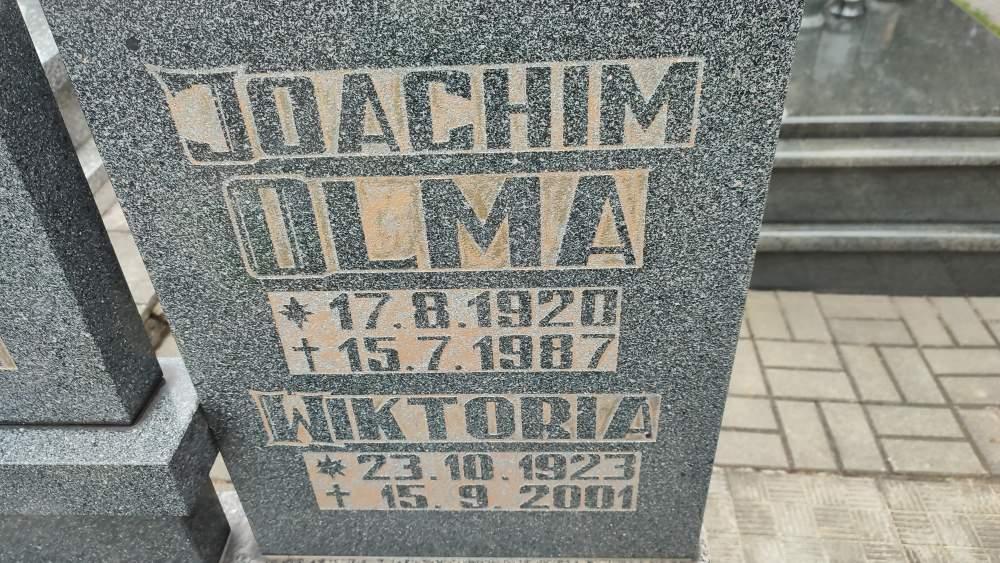 JOACHIM
OLMA
* 17.8.1920
† 15.7.1987
WIKTORIA
* 23.10.1923
† 15.9.2001